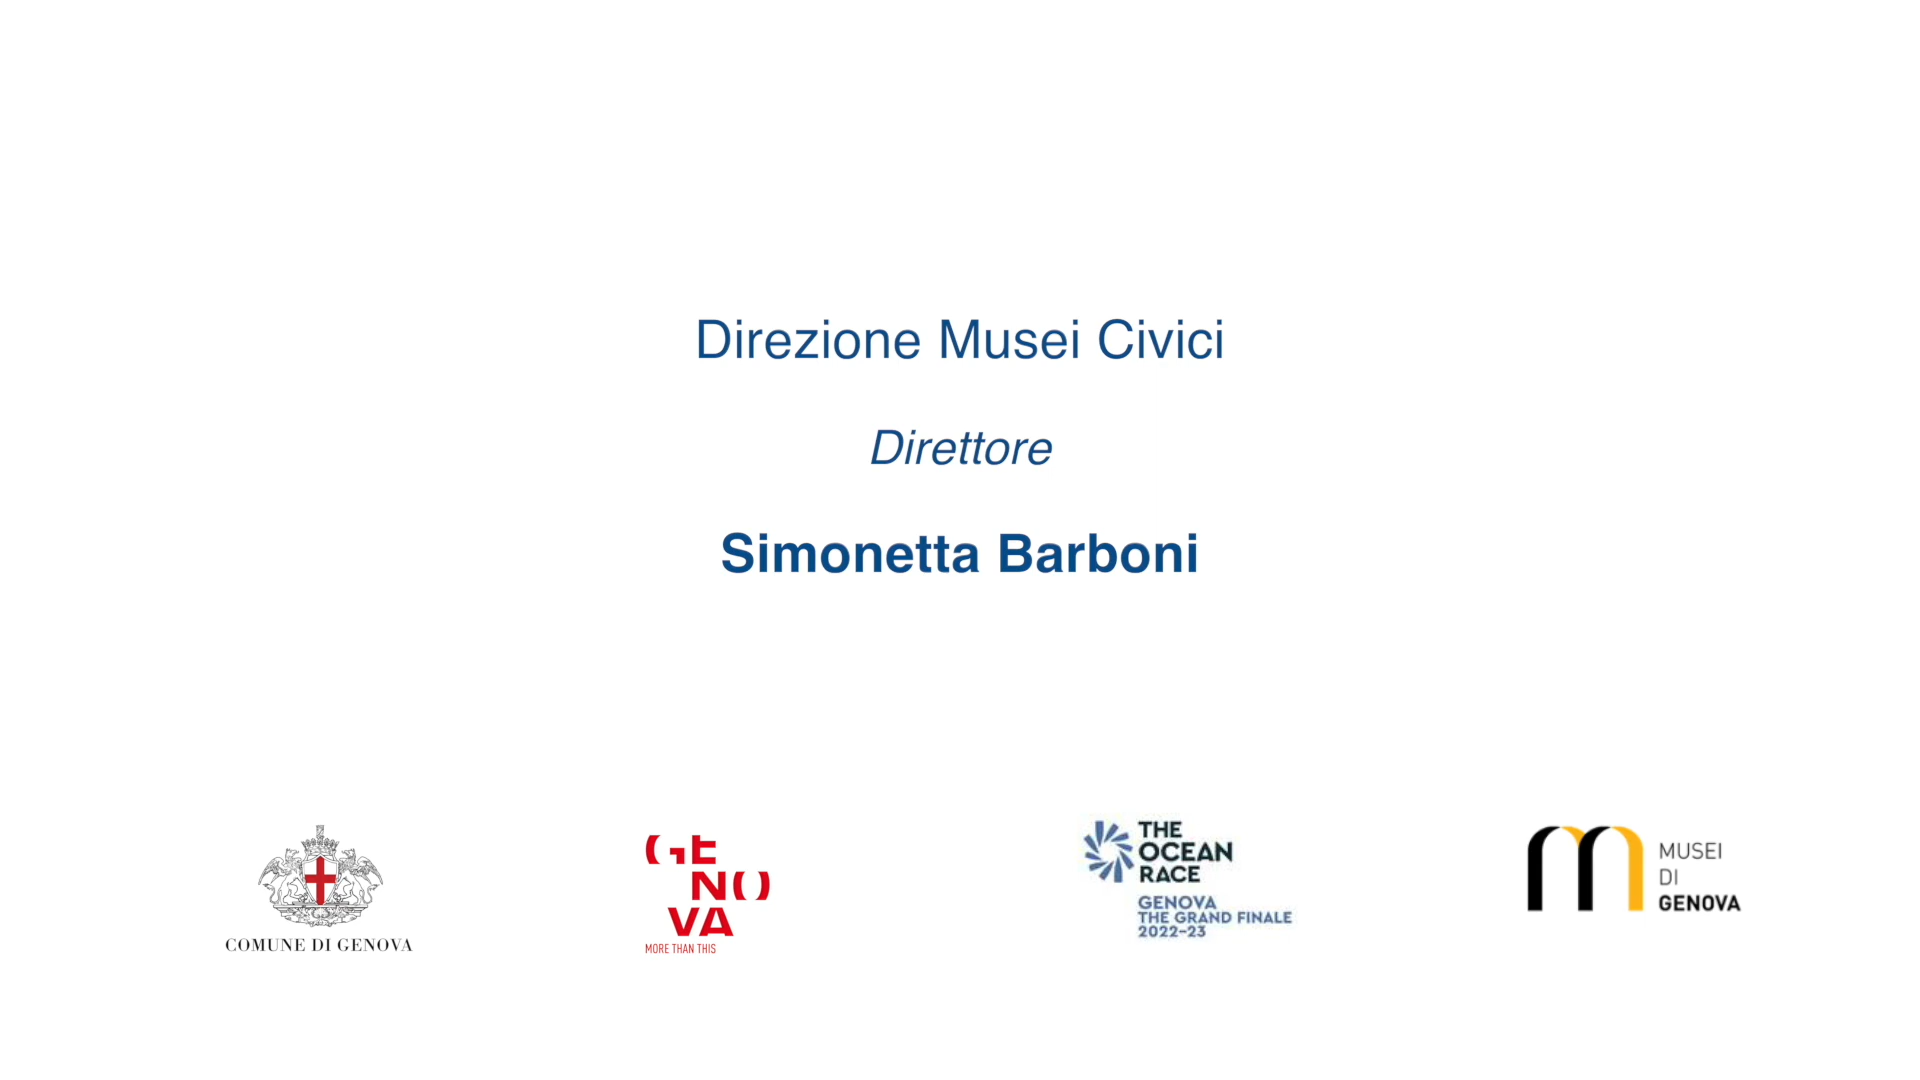 Direzione Musei Civici
Direttore
Simonetta Barboni
COMUNE DI GENOVA
GE
NO
VA
MORE THAN THIS
THE
OCEAN
RACE
GENOVA
THE GRAND FINALE
2022-23
MUSEI
DI
GENOVA